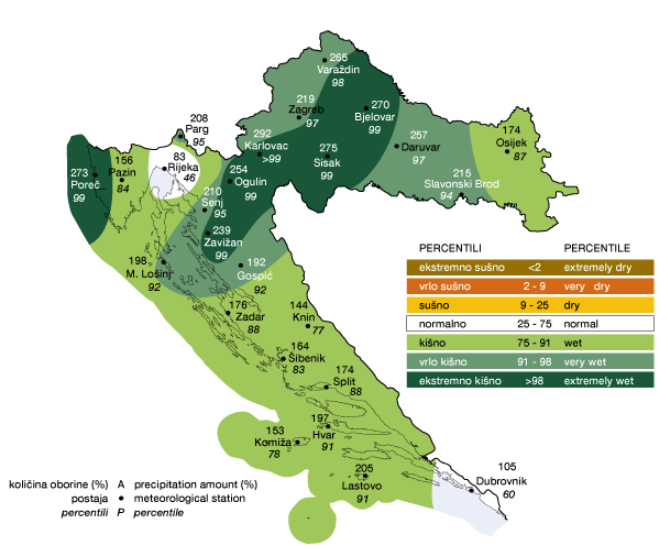 265
Varaždin
98
219
Zagreb
97
270
Bjelovar
99
208
Parg
95
292
Karlovac
>99
257
Daruvar
97
174
Osijek
87
273
Poreč
99
156
Pazin
84
83
Rijeka
46
254
Ogulin
99
275
Sisak
99
215
Slavonski Brod
94
210
Senj
95
239
Zavižan
99
198
M. Lošinj
92
192
Gospić
92
176
Zadar
88
144
Knin
77
164
Šibenik
83
174
Split
88
197
Hvar
91
153
Komiža
78
205
Lastovo
91
105
Dubrovnik
60
PERCENTILI PERCENTILE
ekstremno sušno <2 extremely dry
vrlo sušno 2 - 9 very dry
sušno 9 - 25 dry
normalno 25 - 75 normal
kišno 75 - 91 wet
vrlo kišno 91 - 98 very wet
ekstremno kišno >98 extremely wet
količina oborine (%) A precipitation amount (%)
postaja ● meteorological station
percentili P percentile